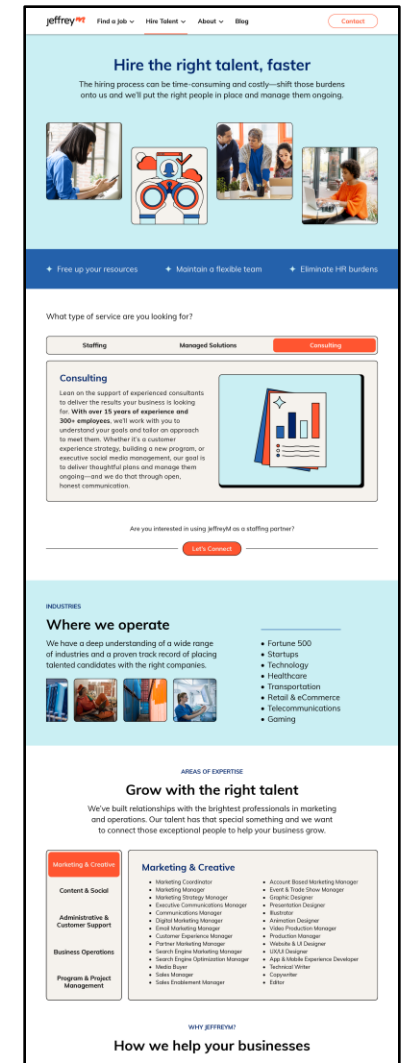 jeffrey M Find a Job Hire Talent About Blog Contact
Hire the right talent, faster
The hiring process can be time-consuming and costly—shift those burdens
onto us and we'll put the right people in place and manage them ongoing.
Free up your resources Maintain a flexible team Eliminate HR burdens
What type of service are you looking for?
Staffing Managed Solutions Consulting
Consulting
Lean on the support of experienced consultants
to deliver the results your business is looking
for. With over 15 years of experience and
300+ employees, we'll work with you to
understand your goals and tailor an approach
to meet them. Whether it's a customer
experience strategy, building a new program, or
executive social media management, our goal is
to deliver thoughtful plans and manage them
ongoing—and we do that through open,
honest communication.
Are you interested in using JeffreyM as a staffing partner?
Let's Connect
INDUSTRIES
Where we operate
We have a deep understanding of a wide range
of industries and a proven track record of placing
talented candidates with the right companies.
• Fortune 500
• Startups
• Technology
• Healthcare
• Transportation
• Retail & eCommerce
• Telecommunications
• Gaming
AREAS OF EXPERTISE
Grow with the right talent
We've built relationships with the brightest professionals in marketing
and operations. Our talent has that special something and we want
to connect those exceptional people to help your business grow.
Marketing & Creative
Content & Social
Administrative &
Customer Support
Business Operations
Program & Project
Management
Marketing & Creative
• Marketing Coordinator
• Marketing Manager
• Marketing Strategy Manager
• Executive Communications Manager
• Communications Manager
• Digital Marketing Manager
• Email Marketing Manager
• Customer Experience Manager
• Partner Marketing Manager
• Search Engine Marketing Manager
• Search Engine Optimization Manager
• Media Buyer
• Sales Manager
• Sales Enablement Manager
• Account Based Marketing Manager
• Event & Trade Show Manager
• Graphic Designer
• Presentation Designer
• Illustrator
• Animation Designer
• Video Production Manager
• Production Manager
• Website & UI Designer
• UX/UI Designer
• App & Mobile Experience Developer
• Technical Writer
• Copywriter
• Editor
WHY JEFFREYM?
How we help your businesses